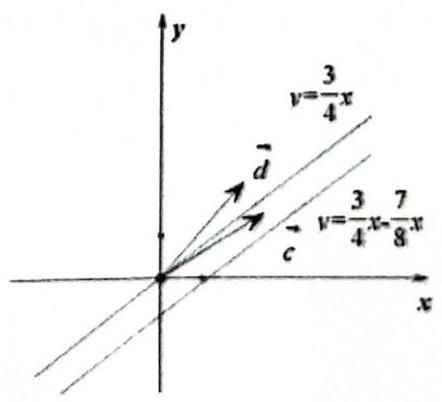 y
y=3/4x
d⃗
y=3/4x-7/8x
c⃗
x